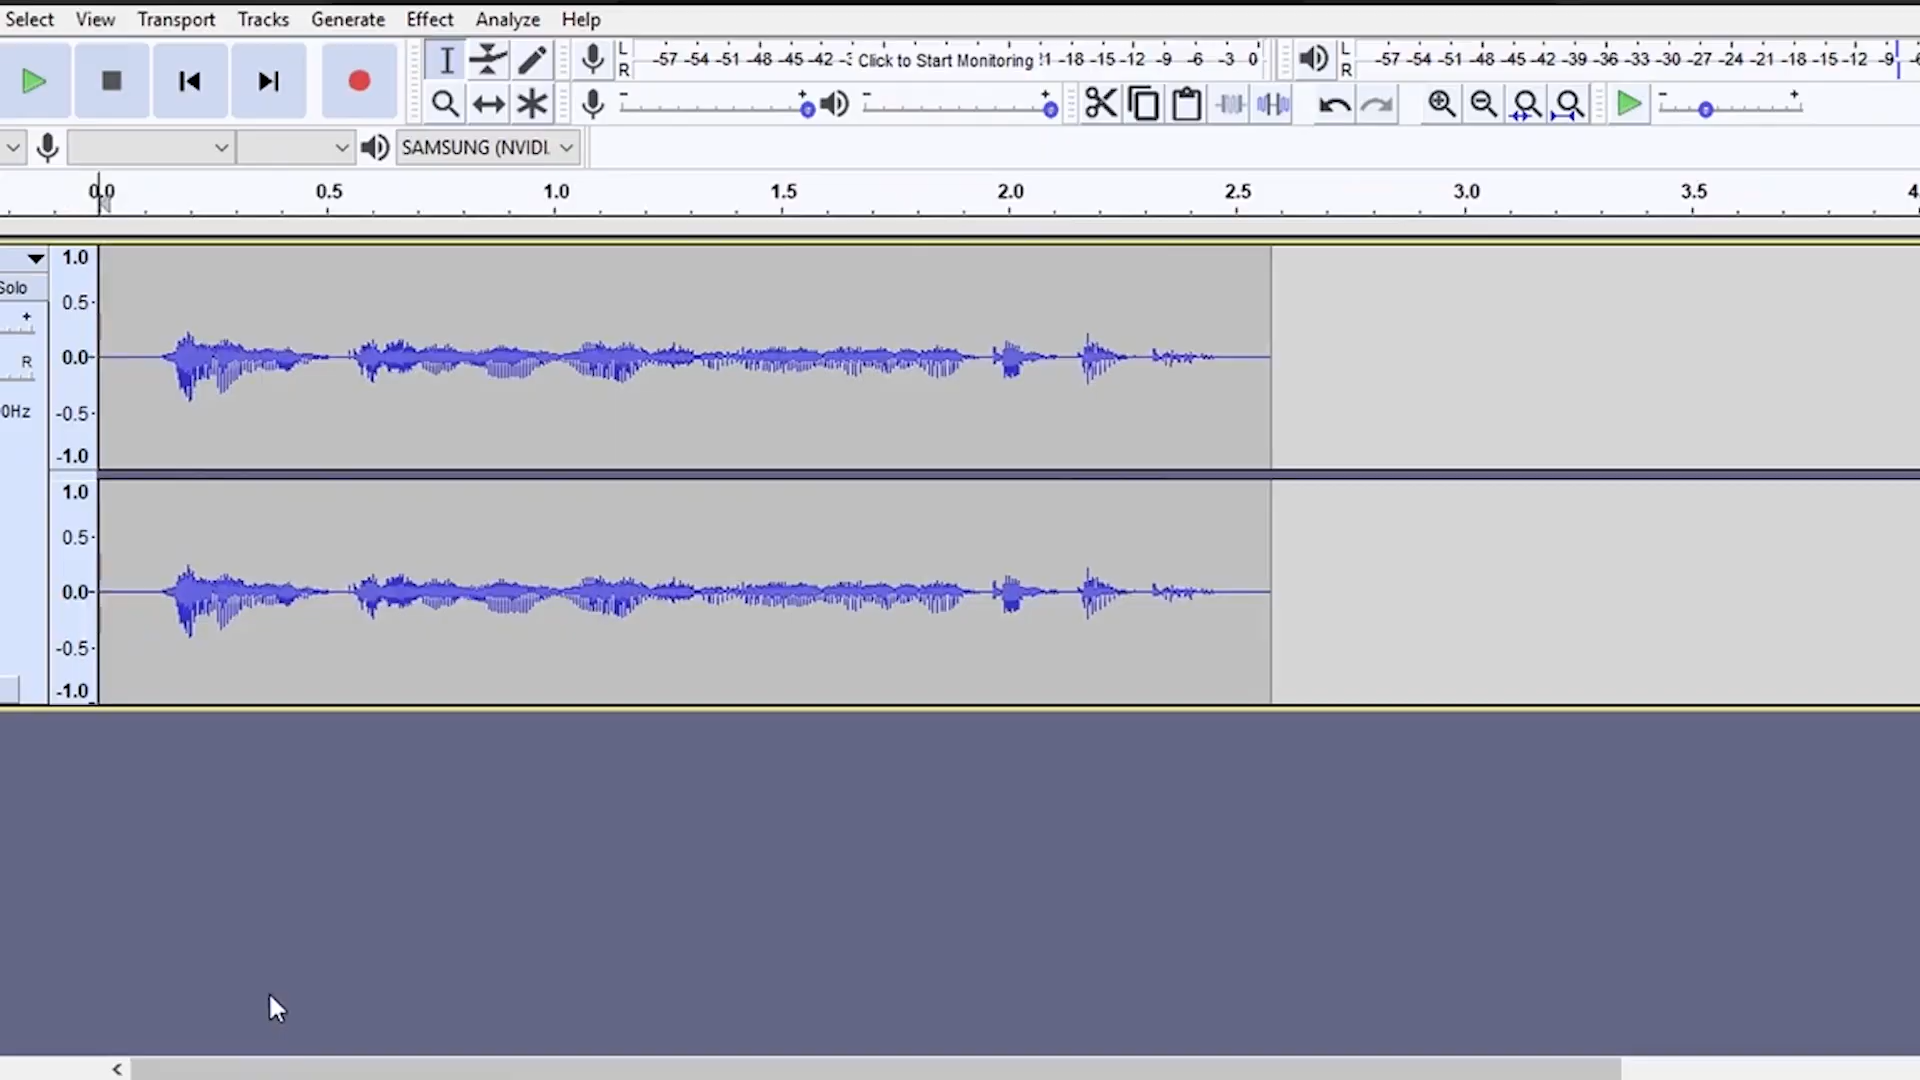 Select View Transport Tracks Generate Effect Analyze Help
L R -57 -54 -51 -48 -45 -42 Click to Start Monitoring -18 -15 -12 -9 -6 -3 0 L R -57 -54 -51 -48 -45 -42 -39 -36 -33 -30 -27 -24 -21 -18 -15 -12 -9
- + - + - +
SAMSUNG (NVIDI
0.0 0.5 1.0 1.5 2.0 2.5 3.0 3.5
1.0
Solo
0.5
+
R
0.0
0Hz
-0.5
-1.0
1.0
0.5
0.0
-0.5
-1.0